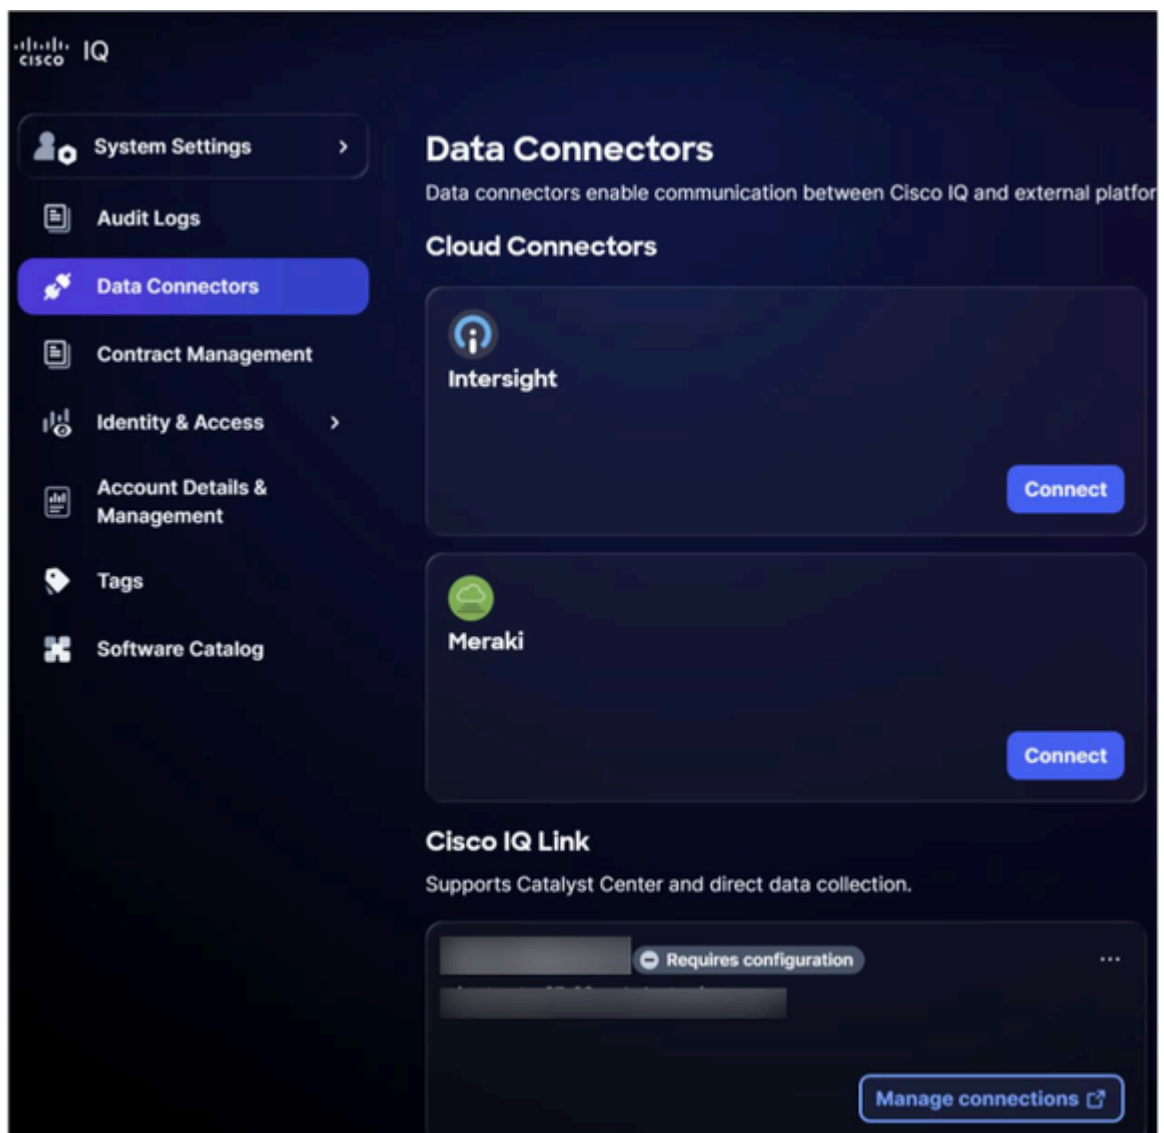 cisco IQ
System Settings
Audit Logs
Data Connectors
Contract Management
Identity & Access
Account Details &
Management
Tags
Software Catalog
Data Connectors
Data connectors enable communication between Cisco IQ and external platfor
Cloud Connectors
Intersight
Connect
Meraki
Connect
Cisco IQ Link
Supports Catalyst Center and direct data collection.
Requires configuration
Manage connections